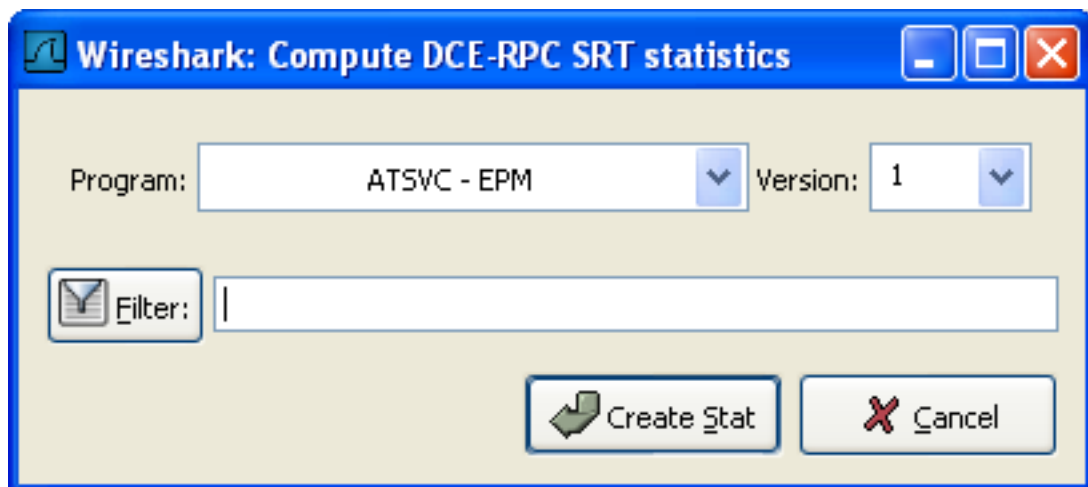 Wireshark: Compute DCE-RPC SRT statistics
Program: ATSVC - EPM Version: 1
Filter:
Create Stat Cancel